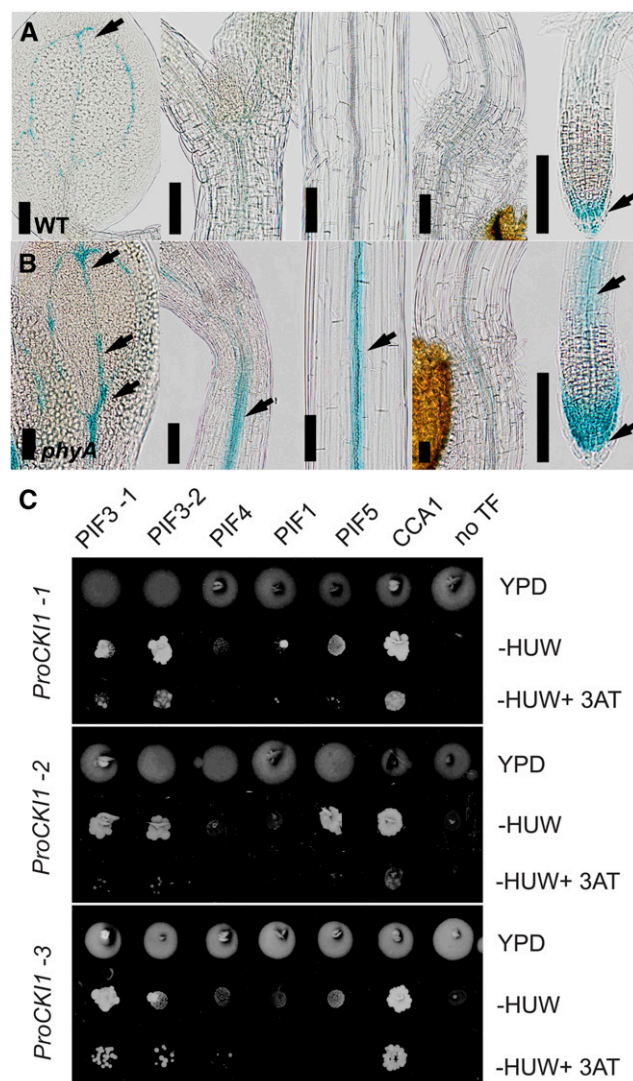 A
WT
B
phyA
C
PIF3 -1
PIF3-2
PIF4
PIF1
PIF5
CCA1
no TF
ProCKI1 -1
YPD
-HUW
-HUW+ 3AT
ProCKI1 -2
YPD
-HUW
-HUW+ 3AT
ProCKI1 -3
YPD
-HUW
-HUW+ 3AT